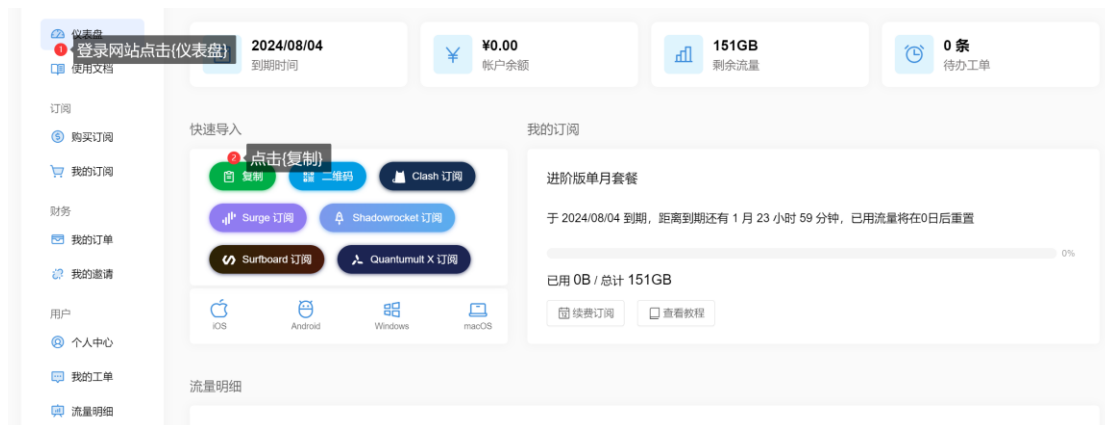 仪表盘
1 登录网站点击{仪表盘}
使用文档
订阅
购买订阅
我的订阅
财务
我的订单
我的邀请
用户
个人中心
我的工单
流量明细
2024/08/04
到期时间
¥0.00
帐户余额
151GB
剩余流量
0 条
待办工单
快速导入
2 点击{复制}
复制
二维码
Clash 订阅
Surge 订阅
Shadowrocket 订阅
Surfboard 订阅
Quantumult X 订阅
iOS
Android
Windows
macOS
我的订阅
进阶版单月套餐
于 2024/08/04 到期，距离到期还有 1 月 23 小时 59 分钟，已用流量将在0日后重置
0%
已用 0B / 总计 151GB
续费订阅
查看教程
流量明细